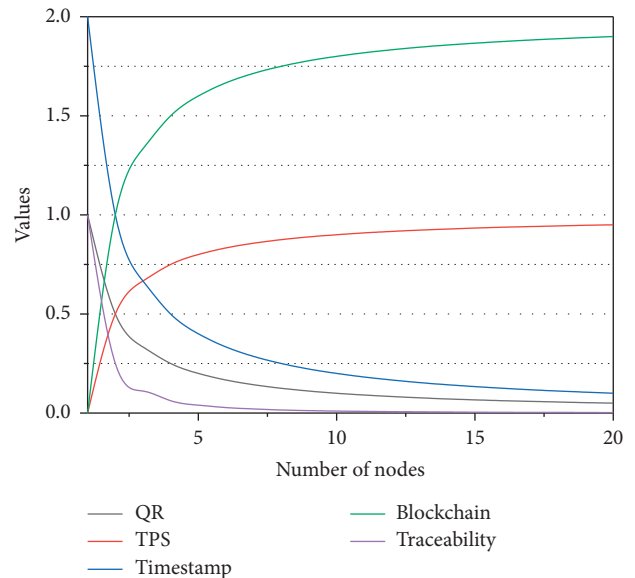 2.0
1.5
1.0
0.5
0.0
Values
5
10
15
20
Number of nodes
QR
TPS
Timestamp
Blockchain
Traceability